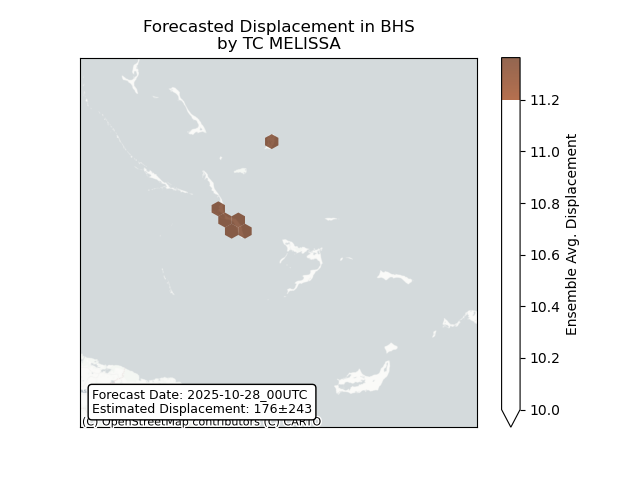 Forecasted Displacement in BHS
by TC MELISSA
11.2
11.0
10.8
10.6
10.4
10.2
10.0
Ensemble Avg. Displacement
Forecast Date: 2025-10-28_00UTC
Estimated Displacement: 176±243
(C) OpenStreetMap contributors (C) CARTO